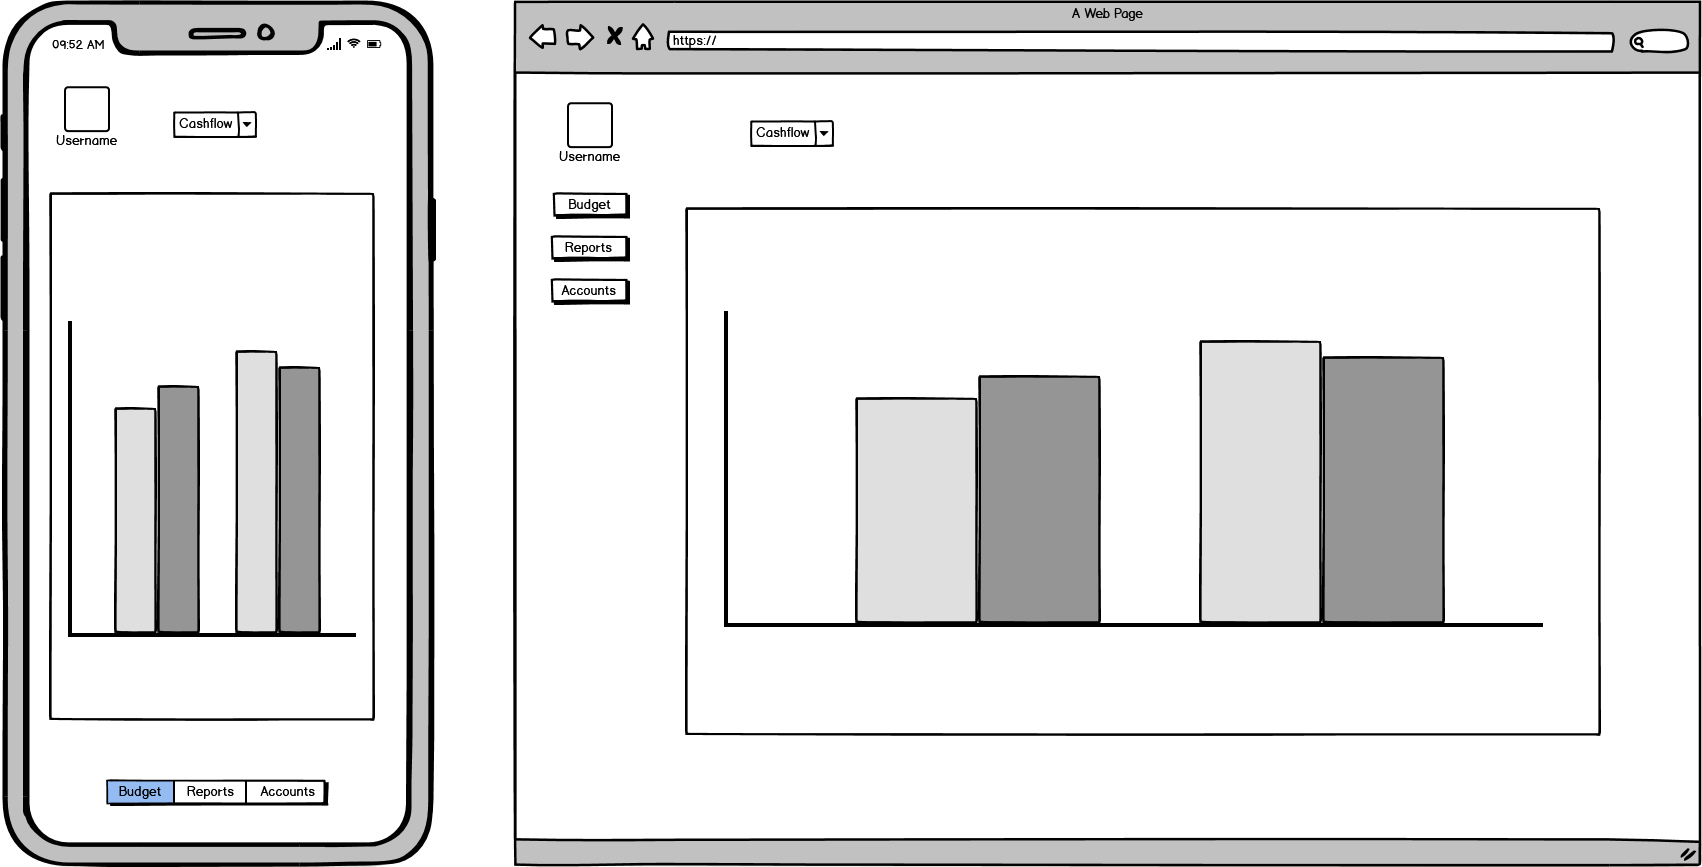 09:52 AM
Username
Cashflow
Budget Reports Accounts
A Web Page
https://
Username
Cashflow
Budget
Reports
Accounts